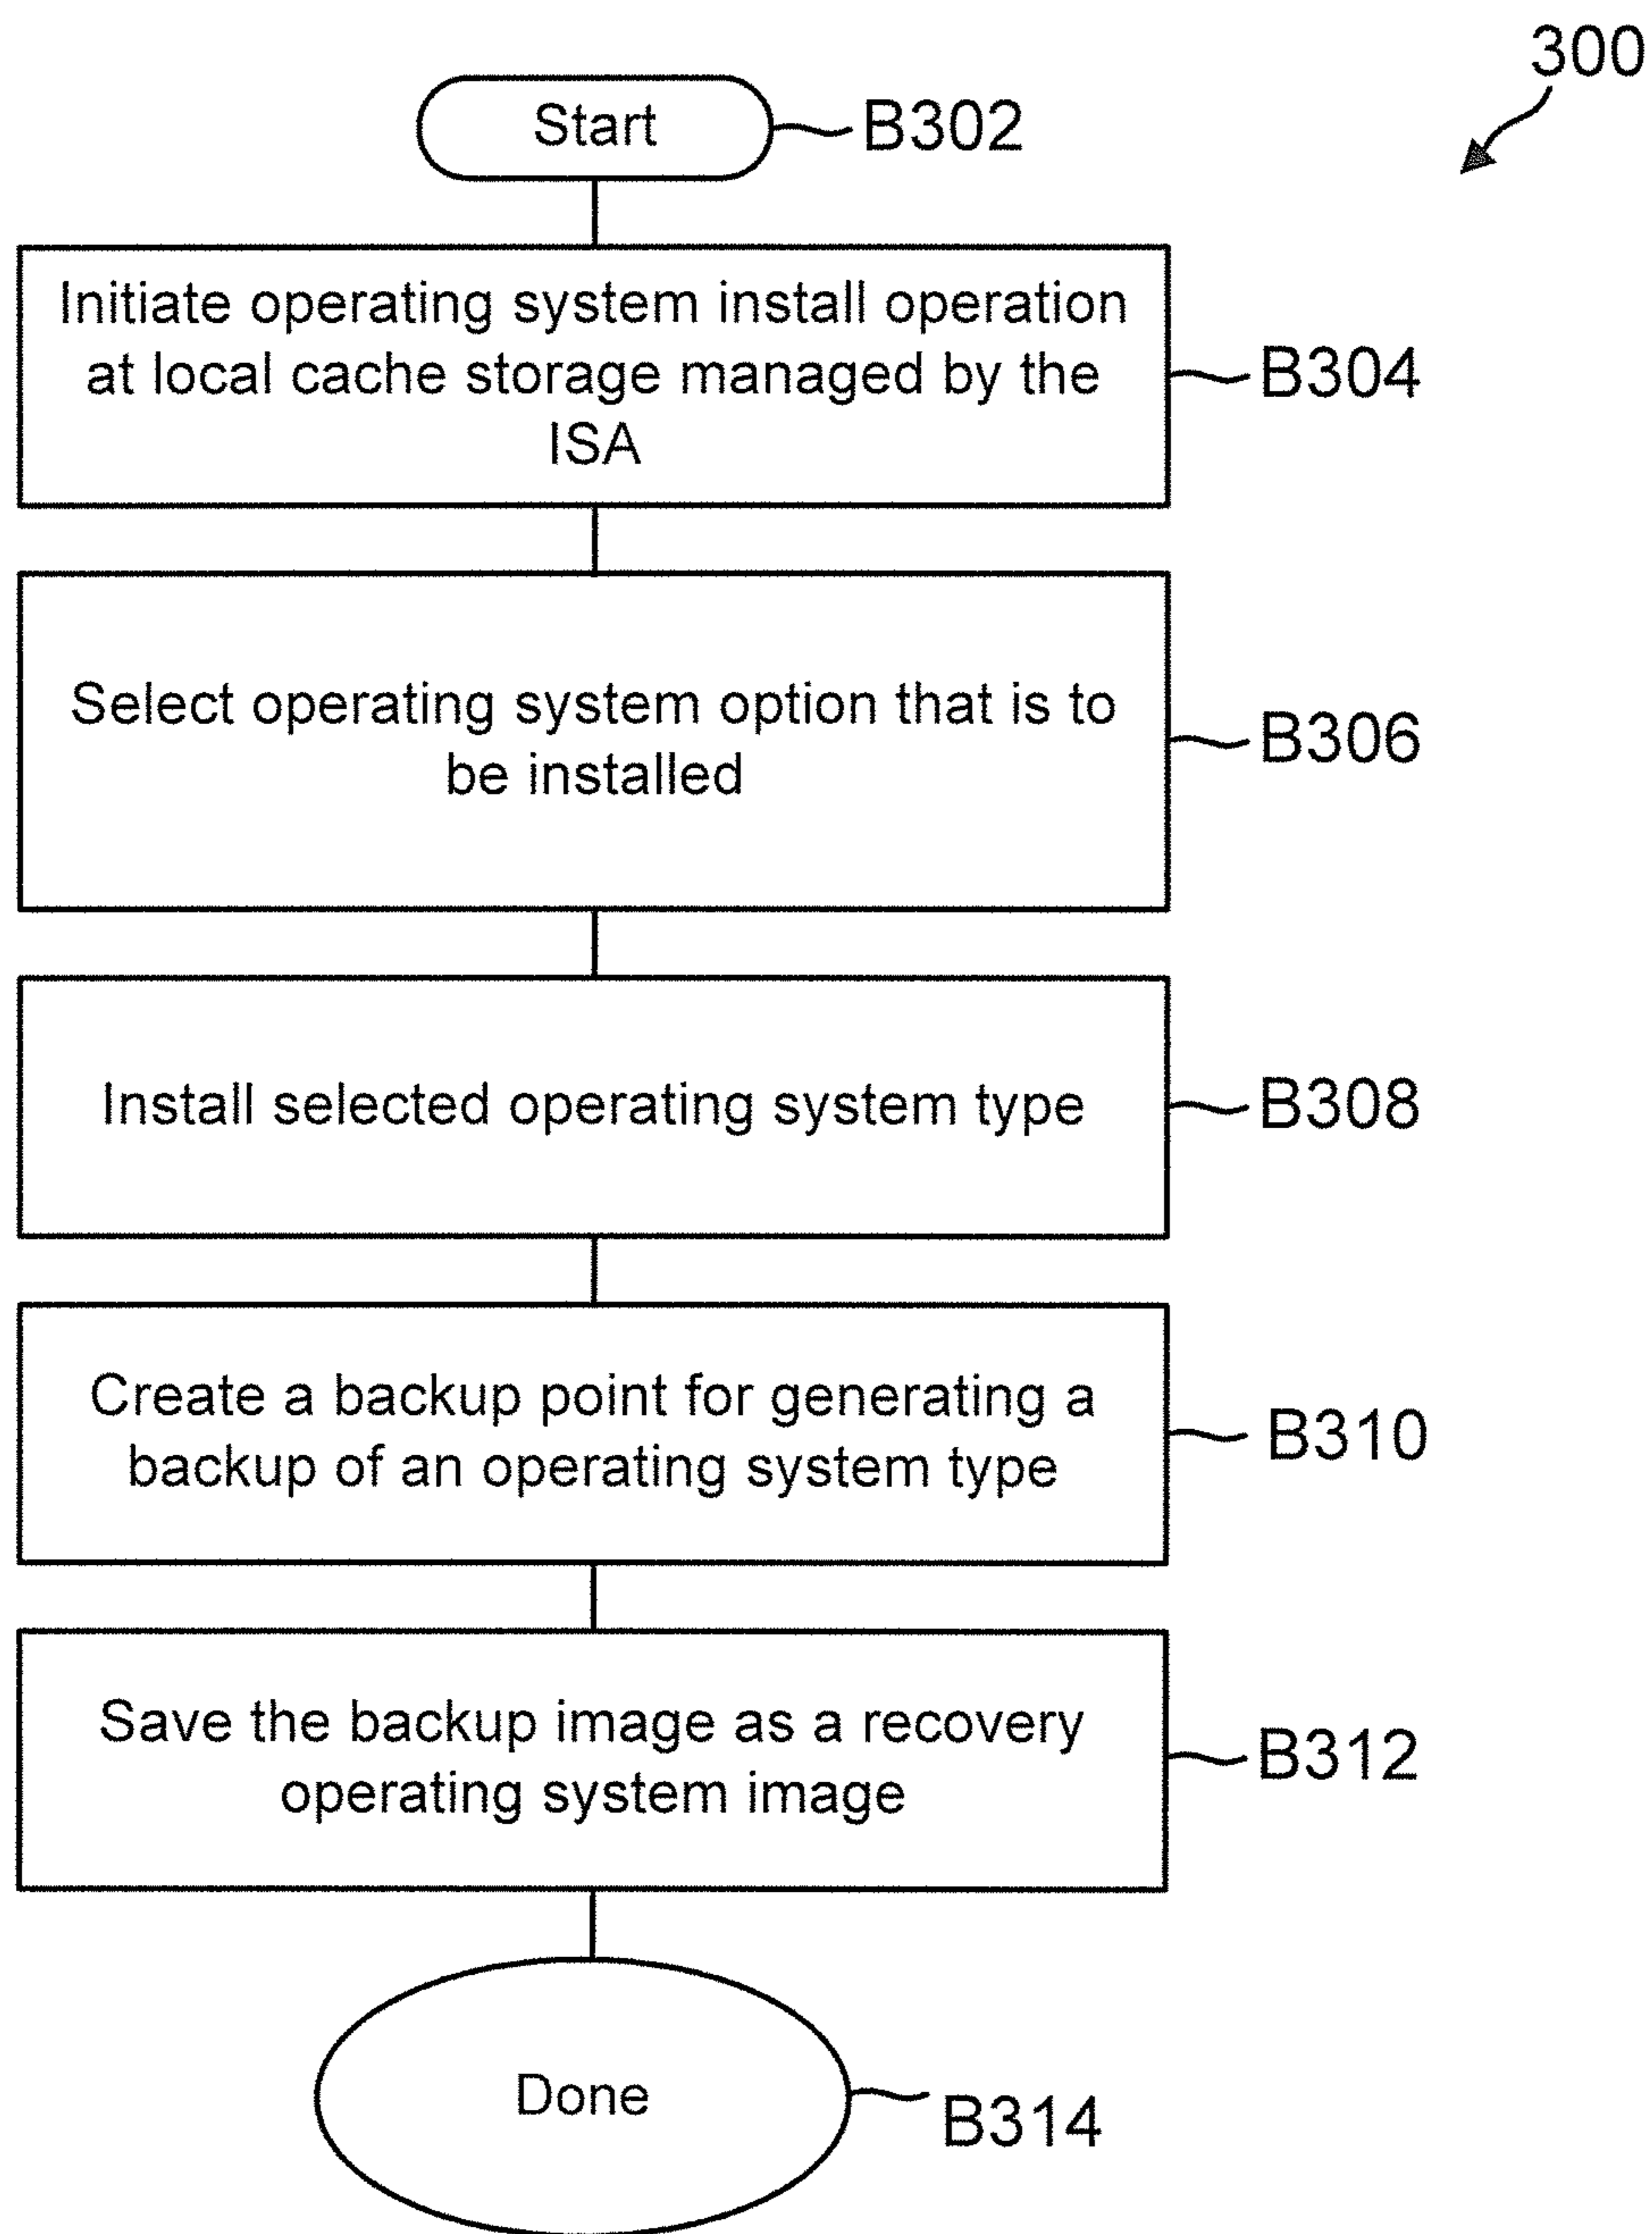 300
Start
B302
Initiate operating system install operation
at local cache storage managed by the
ISA
B304
Select operating system option that is to
be installed
B306
Install selected operating system type
B308
Create a backup point for generating a
backup of an operating system type
B310
Save the backup image as a recovery
operating system image
B312
Done
B314